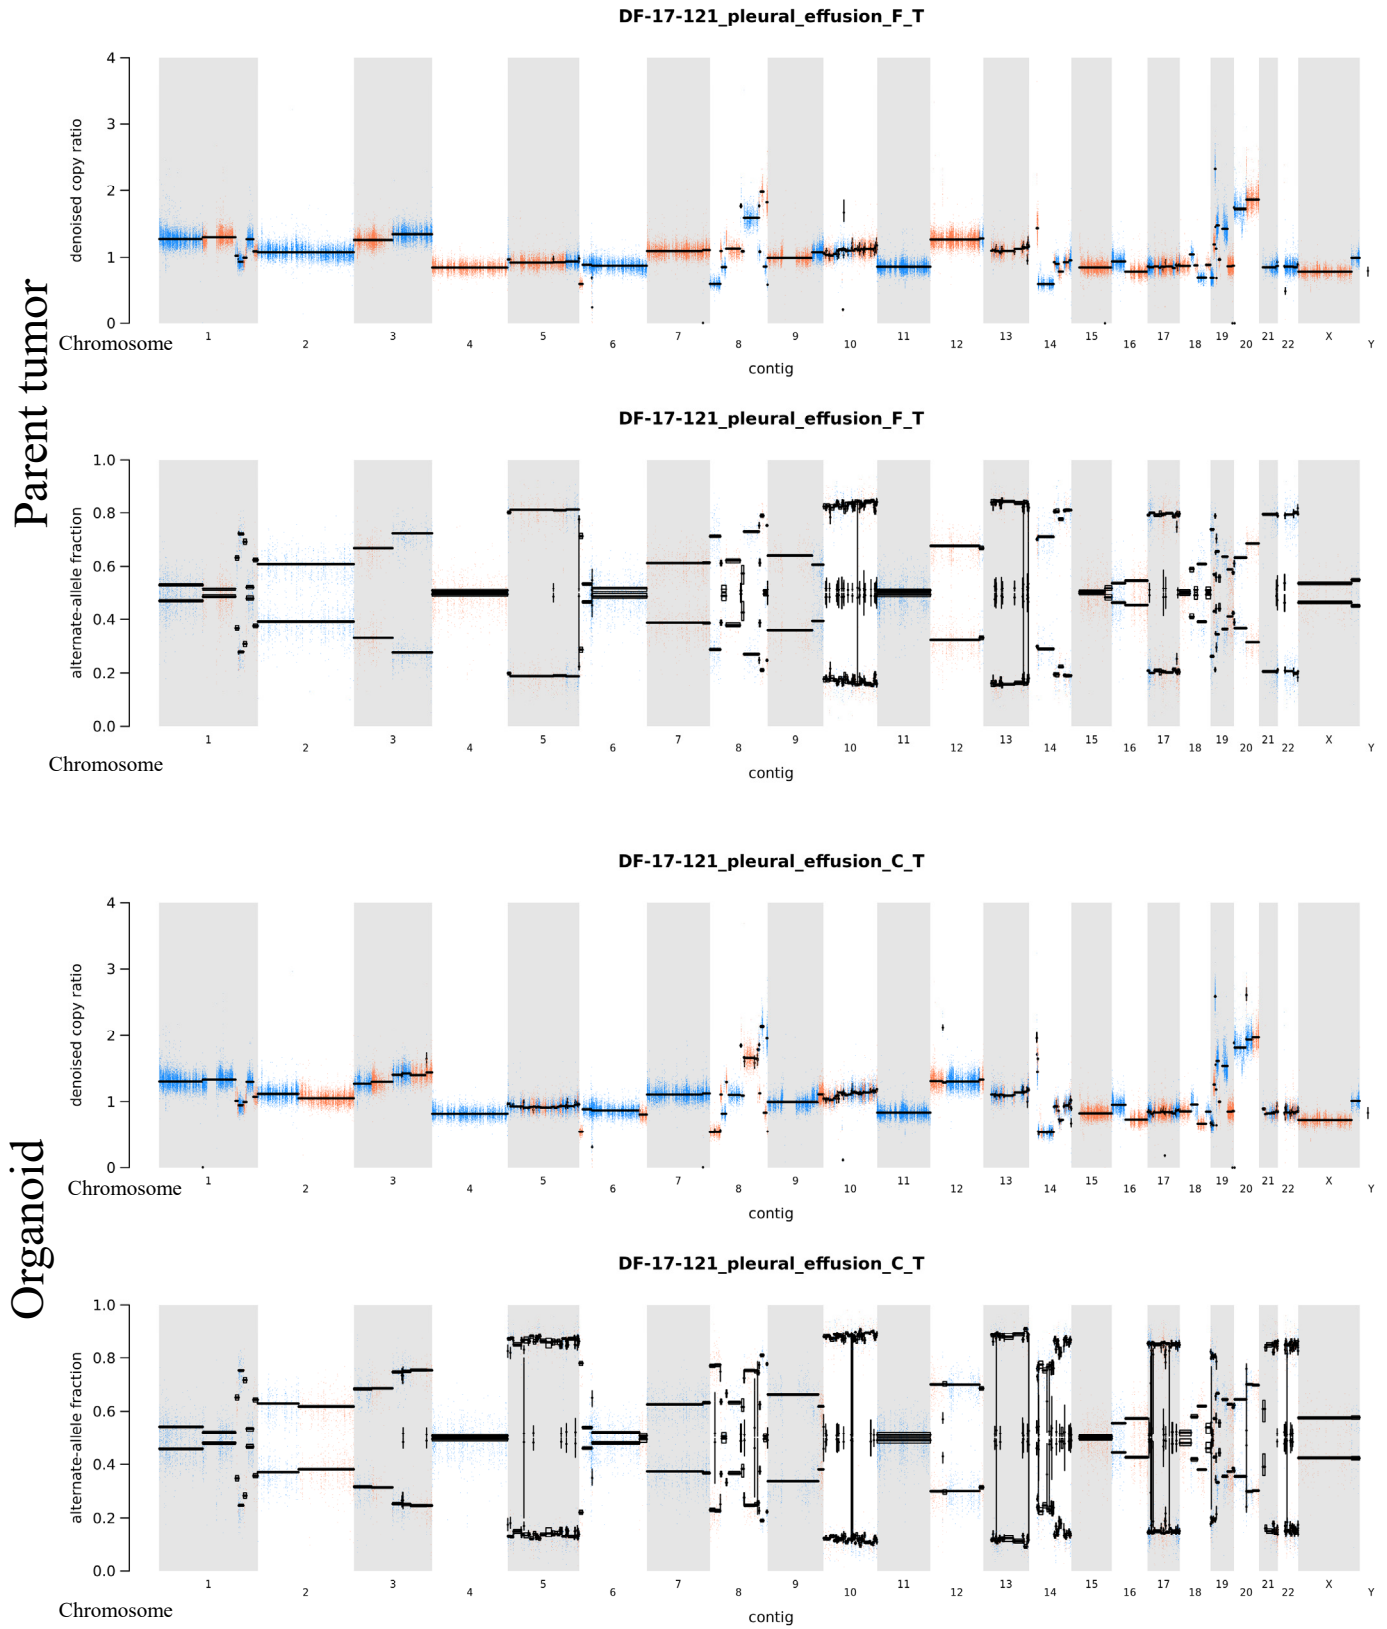 Parent tumor
DF-17-121_pleural_effusion_F_T
denoised copy ratio
4
3
2
1
0
Chromosome
1 2 3 4 5 6 7 8 9 10 11 12 13 14 15 16 17 18 19 20 21 22 X Y
contig
DF-17-121_pleural_effusion_F_T
alternate-allele fraction
1.0
0.8
0.6
0.4
0.2
0.0
1 2 3 4 5 6 7 8 9 10 11 12 13 14 15 16 17 18 19 20 21 22 X Y
Chromosome
contig
Organoid
DF-17-121_pleural_effusion_C_T
denoised copy ratio
4
3
2
1
0
Chromosome
1 2 3 4 5 6 7 8 9 10 11 12 13 14 15 16 17 18 19 20 21 22 X Y
contig
DF-17-121_pleural_effusion_C_T
alternate-allele fraction
1.0
0.8
0.6
0.4
0.2
0.0
1 2 3 4 5 6 7 8 9 10 11 12 13 14 15 16 17 18 19 20 21 22 X Y
Chromosome
contig